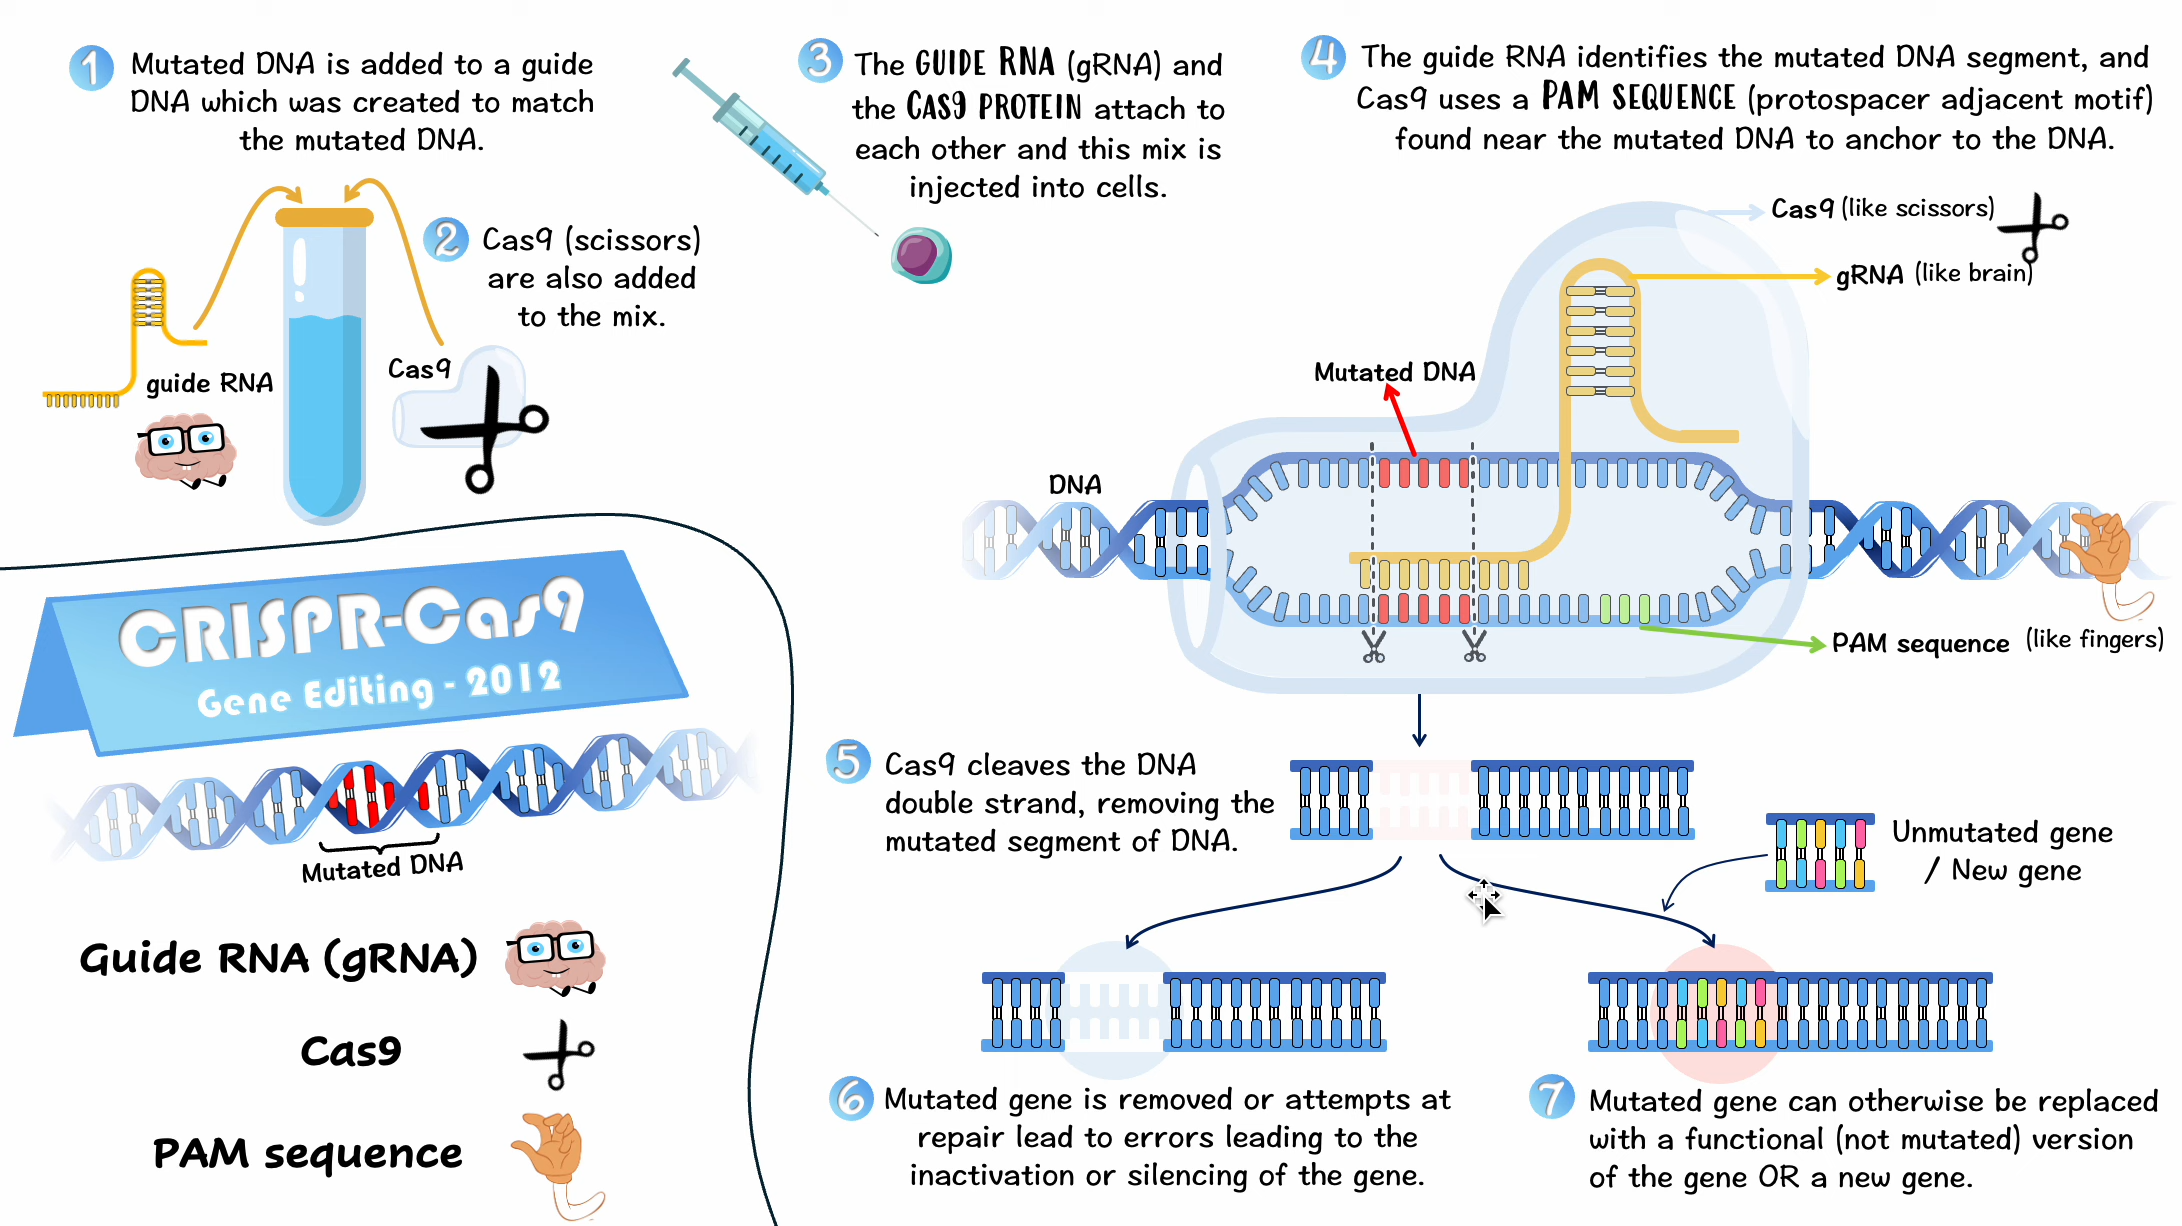 1 Mutated DNA is added to a guide
DNA which was created to match
the mutated DNA.
2 Cas9 (scissors)
are also added
to the mix.
guide RNA
Cas9
3 The GUIDE RNA (gRNA) and
the CAS9 PROTEIN attach to
each other and this mix is
injected into cells.
4 The guide RNA identifies the mutated DNA segment, and
Cas9 uses a PAM SEQUENCE (protospacer adjacent motif)
found near the mutated DNA to anchor to the DNA.
Cas9 (like scissors)
gRNA (like brain)
Mutated DNA
DNA
PAM sequence (like fingers)
CRISPR-Cas9
Gene Editing - 2012
Mutated DNA
Guide RNA (gRNA)
Cas9
PAM sequence
5 Cas9 cleaves the DNA
double strand, removing the
mutated segment of DNA.
Unmutated gene
/ New gene
6 Mutated gene is removed or attempts at
repair lead to errors leading to the
inactivation or silencing of the gene.
7 Mutated gene can otherwise be replaced
with a functional (not mutated) version
of the gene OR a new gene.